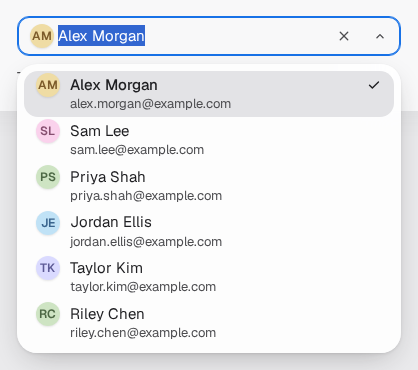 AM Alex Morgan
AM Alex Morgan
alex.morgan@example.com
SL Sam Lee
sam.lee@example.com
PS Priya Shah
priya.shah@example.com
JE Jordan Ellis
jordan.ellis@example.com
TK Taylor Kim
taylor.kim@example.com
RC Riley Chen
riley.chen@example.com